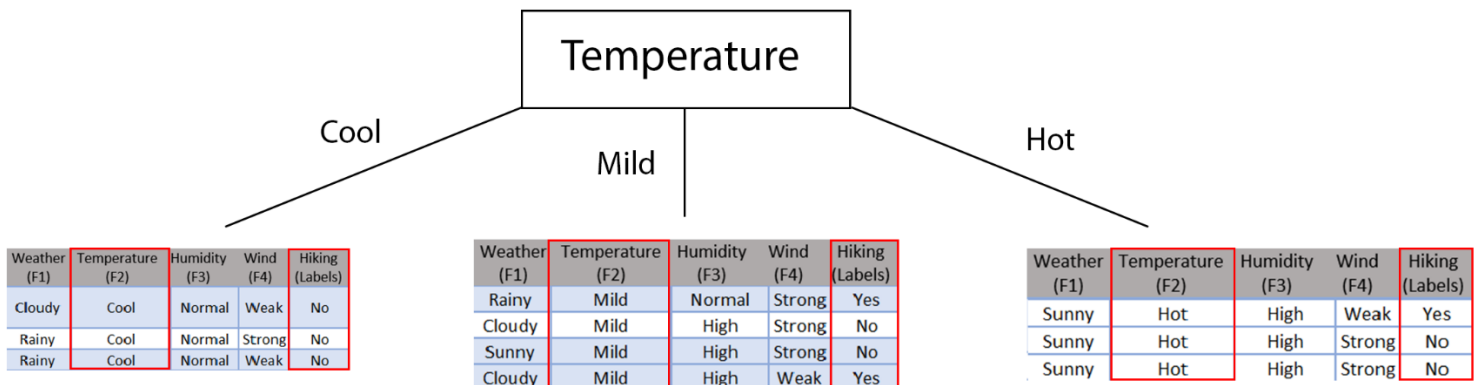 Temperature
Cool
Mild
Hot
Weather Temperature Humidity Wind Hiking
(F1) (F2) (F3) (F4) (Labels)
Cloudy Cool Normal Weak No
Rainy Cool Normal Strong No
Rainy Cool Normal Weak No
Weather Temperature Humidity Wind Hiking
(F1) (F2) (F3) (F4) (Labels)
Rainy Mild Normal Strong Yes
Cloudy Mild High Strong No
Sunny Mild High Strong No
Cloudy Mild High Weak Yes
Weather Temperature Humidity Wind Hiking
(F1) (F2) (F3) (F4) (Labels)
Sunny Hot High Weak Yes
Sunny Hot High Strong No
Sunny Hot High Strong No